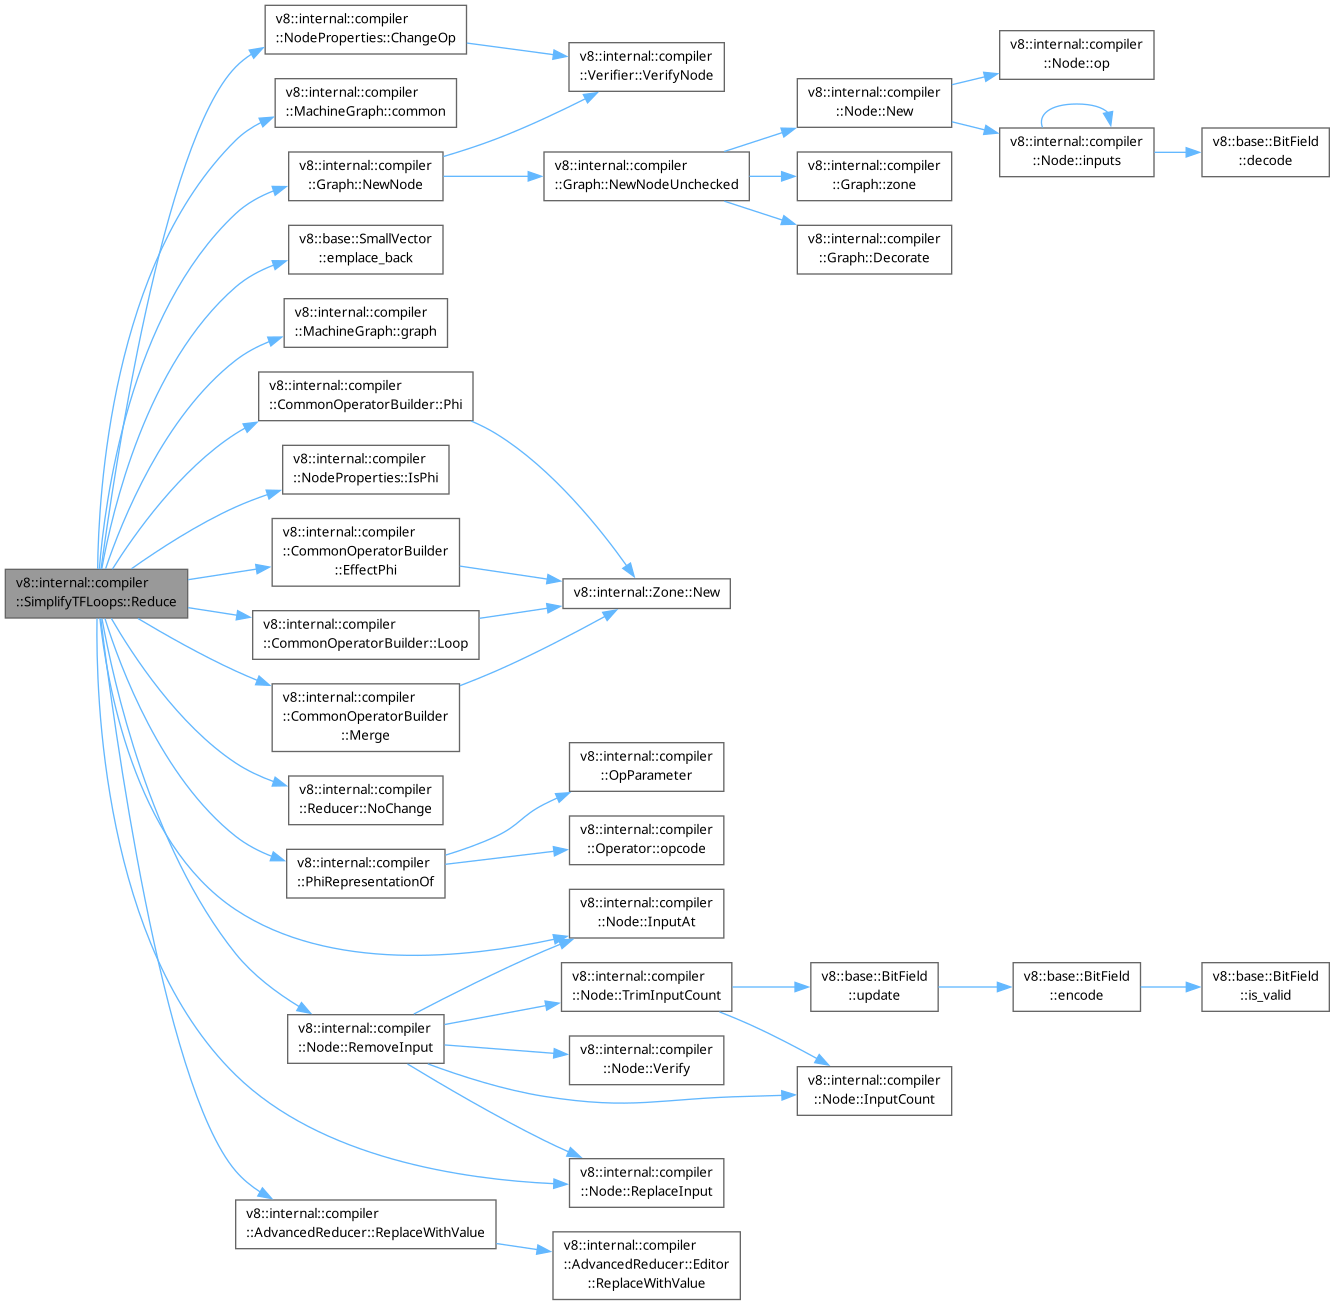 v8::internal::compiler
::SimplifyTFLoops::Reduce
v8::internal::compiler
::NodeProperties::ChangeOp
v8::internal::compiler
::Verifier::VerifyNode
v8::internal::compiler
::MachineGraph::common
v8::internal::compiler
::Graph::NewNode
v8::internal::compiler
::Graph::NewNodeUnchecked
v8::internal::compiler
::Node::New
v8::internal::compiler
::Node::op
v8::internal::compiler
::Node::inputs
v8::base::BitField
::decode
v8::internal::compiler
::Graph::zone
v8::internal::compiler
::Graph::Decorate
v8::base::SmallVector
::emplace_back
v8::internal::compiler
::MachineGraph::graph
v8::internal::compiler
::CommonOperatorBuilder::Phi
v8::internal::Zone::New
v8::internal::compiler
::NodeProperties::IsPhi
v8::internal::compiler
::CommonOperatorBuilder
::EffectPhi
v8::internal::compiler
::CommonOperatorBuilder::Loop
v8::internal::compiler
::CommonOperatorBuilder
::Merge
v8::internal::compiler
::Reducer::NoChange
v8::internal::compiler
::PhiRepresentationOf
v8::internal::compiler
::OpParameter
v8::internal::compiler
::Operator::opcode
v8::internal::compiler
::Node::InputAt
v8::internal::compiler
::Node::RemoveInput
v8::internal::compiler
::Node::TrimInputCount
v8::base::BitField
::update
v8::base::BitField
::encode
v8::base::BitField
::is_valid
v8::internal::compiler
::Node::Verify
v8::internal::compiler
::Node::InputCount
v8::internal::compiler
::Node::ReplaceInput
v8::internal::compiler
::AdvancedReducer::ReplaceWithValue
v8::internal::compiler
::AdvancedReducer::Editor
::ReplaceWithValue